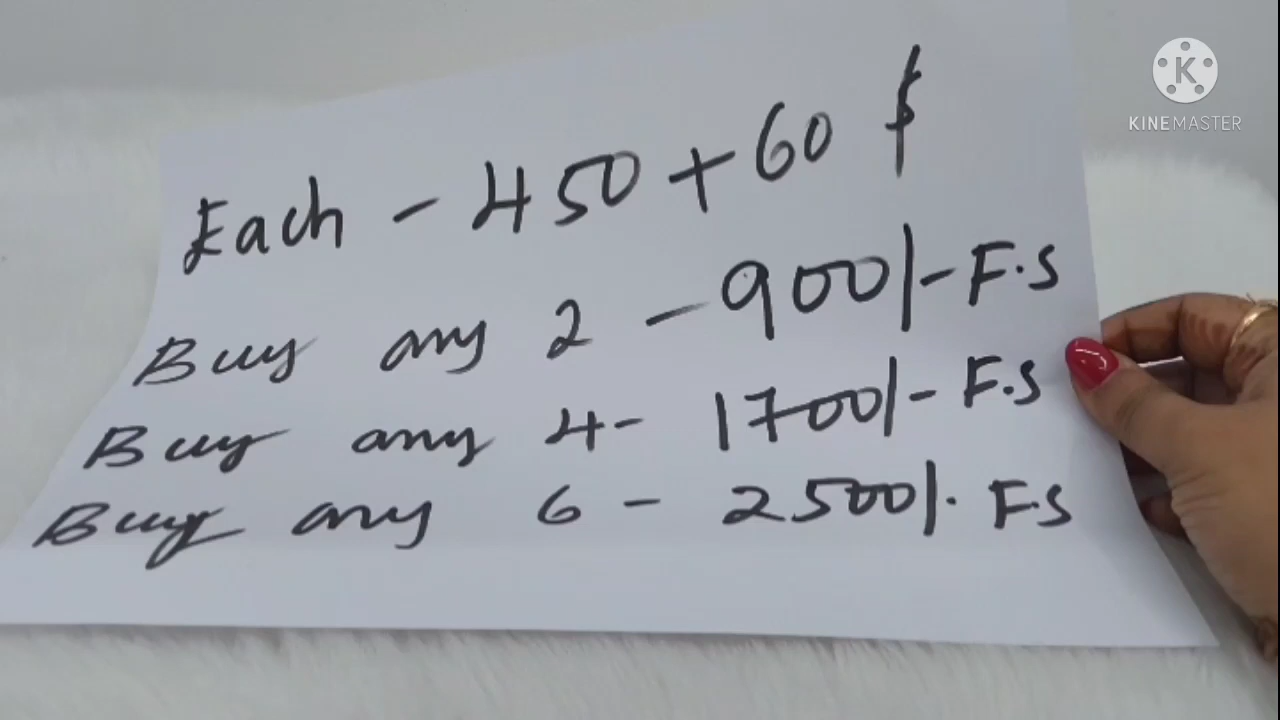 Each - 450 + 60 $
Buy any 2 - 900/- F.S
Buy any 4 - 1700/- F.S
Buy any 6 - 2500/. F.S
K
KINEMASTER